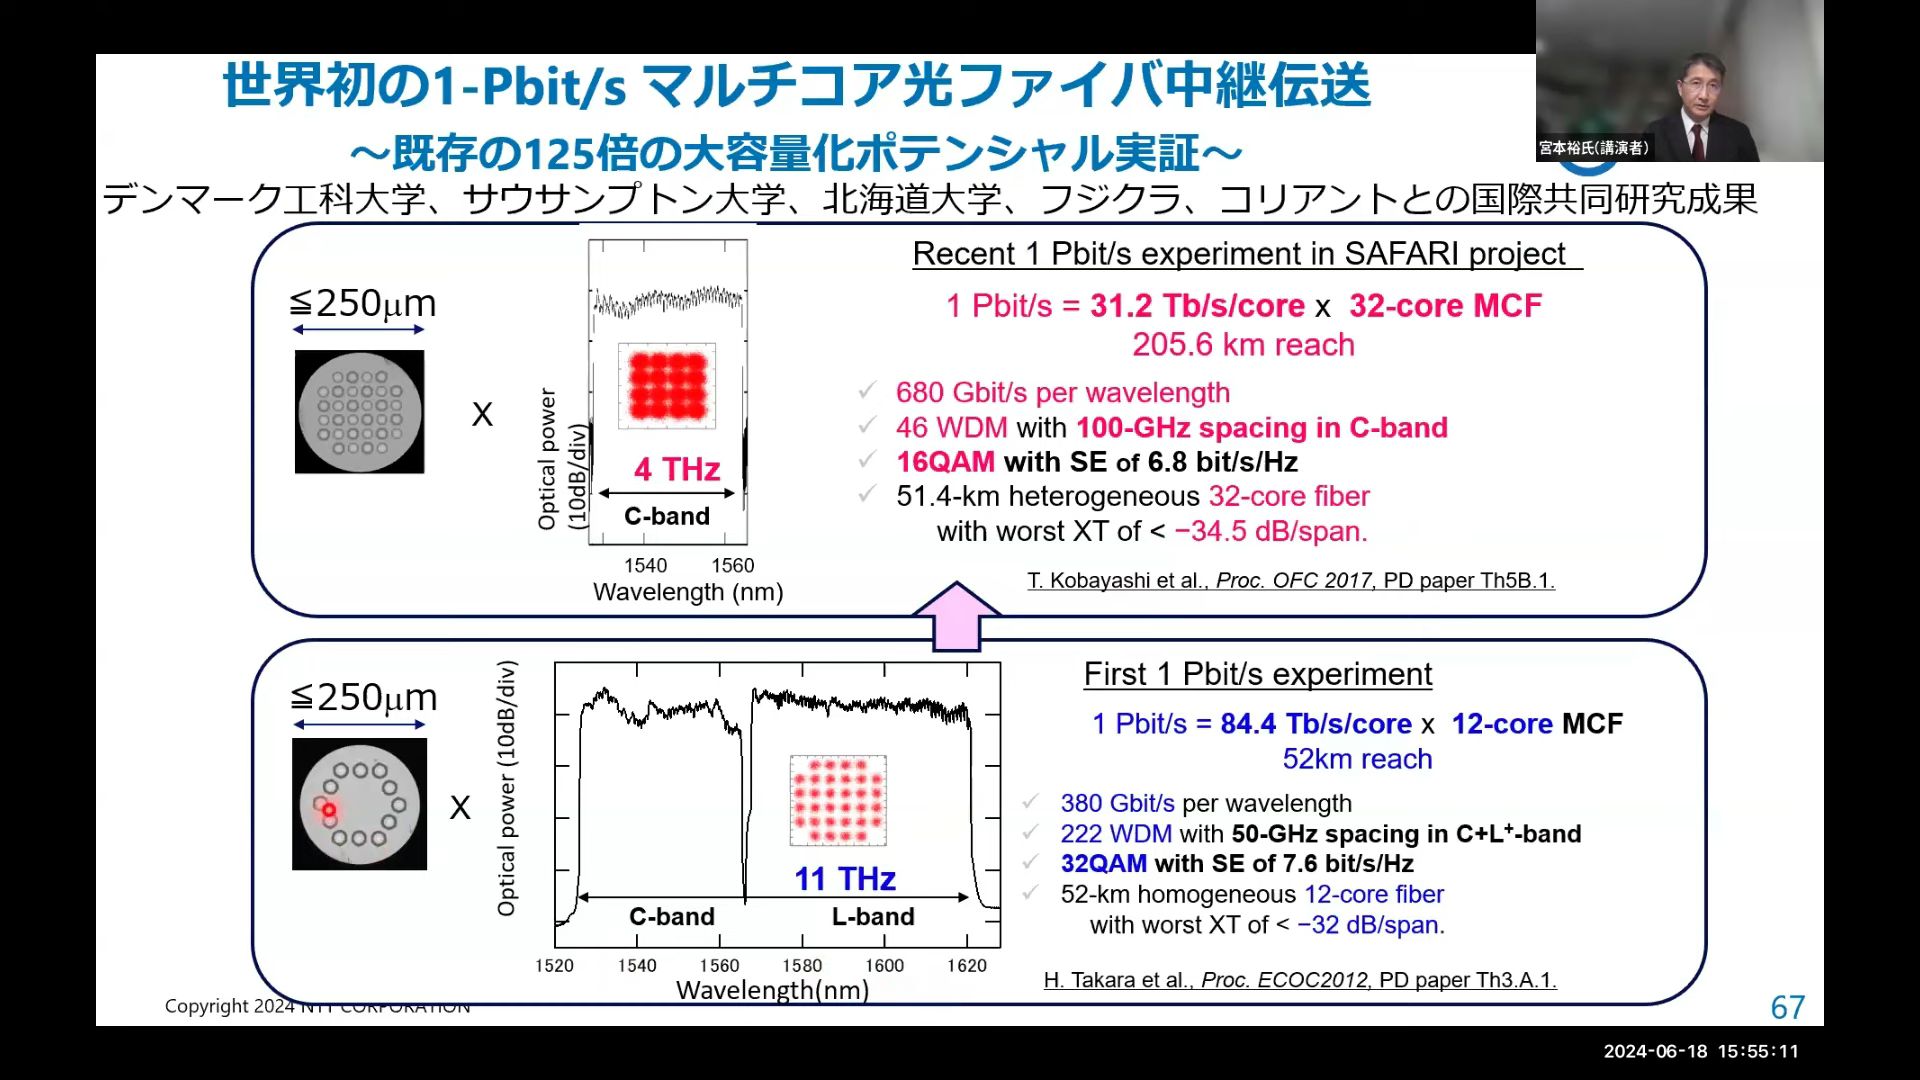 世界初の1-Pbit/s マルチコア光ファイバ中継伝送
～既存の125倍の大容量化ポテンシャル実証～
宮本裕氏(講演者)
デンマーク工科大学、サウサンプトン大学、北海道大学、フジクラ、コリアントとの国際共同研究成果
≦250μm
X
Optical power
(10dB/div)
4 THz
C-band
1540 1560
Wavelength (nm)
Recent 1 Pbit/s experiment in SAFARI project
1 Pbit/s = 31.2 Tb/s/core x 32-core MCF
205.6 km reach
✓ 680 Gbit/s per wavelength
✓ 46 WDM with 100-GHz spacing in C-band
✓ 16QAM with SE of 6.8 bit/s/Hz
✓ 51.4-km heterogeneous 32-core fiber
with worst XT of < −34.5 dB/span.
T. Kobayashi et al., Proc. OFC 2017, PD paper Th5B.1.
≦250μm
X
Optical power (10dB/div)
11 THz
C-band L-band
1520 1540 1560 1580 1600 1620
Wavelength(nm)
First 1 Pbit/s experiment
1 Pbit/s = 84.4 Tb/s/core x 12-core MCF
52km reach
✓ 380 Gbit/s per wavelength
✓ 222 WDM with 50-GHz spacing in C+L⁺-band
✓ 32QAM with SE of 7.6 bit/s/Hz
✓ 52-km homogeneous 12-core fiber
with worst XT of < −32 dB/span.
H. Takara et al., Proc. ECOC2012, PD paper Th3.A.1.
Copyright 2024 NTT CORPORATION
67
2024-06-18 15:55:11